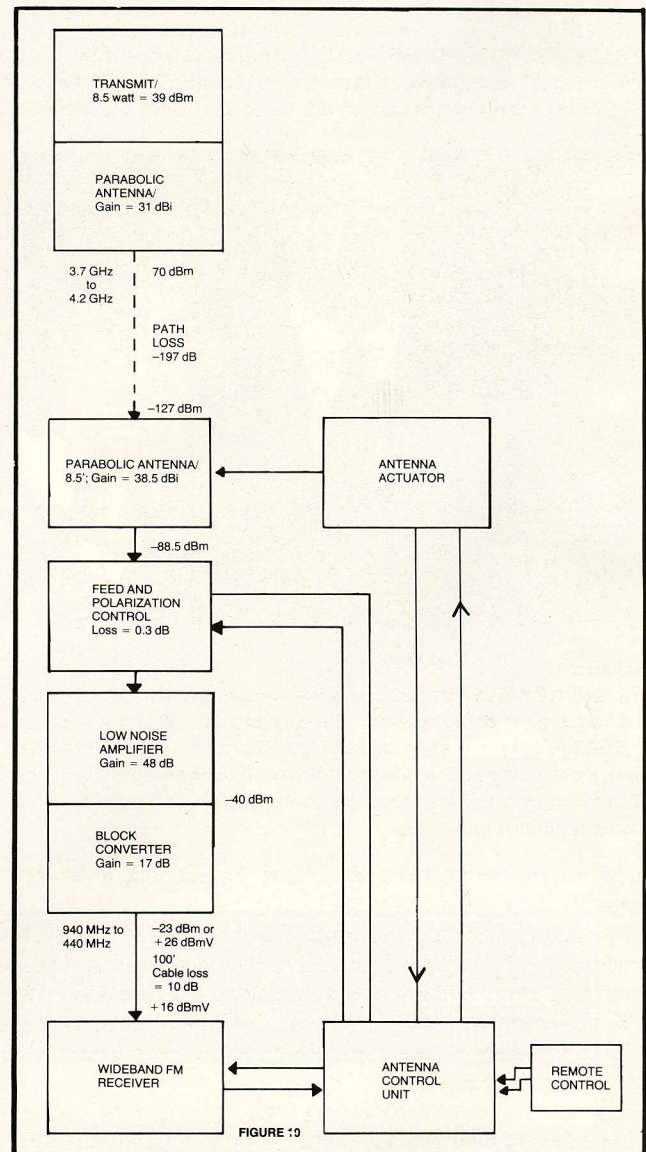 TRANSMIT/
8.5 watt = 39 dBm
PARABOLIC
ANTENNA/
Gain = 31 dBi
3.7 GHz
to
4.2 GHz
70 dBm
PATH
LOSS
–197 dB
–127 dBm
PARABOLIC ANTENNA/
8.5'; Gain = 38.5 dBi
ANTENNA
ACTUATOR
–88.5 dBm
FEED AND
POLARIZATION
CONTROL
Loss = 0.3 dB
LOW NOISE
AMPLIFIER
Gain = 48 dB
–40 dBm
BLOCK
CONVERTER
Gain = 17 dB
940 MHz to
440 MHz
–23 dBm or
+26 dBmV
100'
Cable loss
= 10 dB
+16 dBmV
WIDEBAND FM
RECEIVER
ANTENNA
CONTROL
UNIT
REMOTE
CONTROL
FIGURE 10